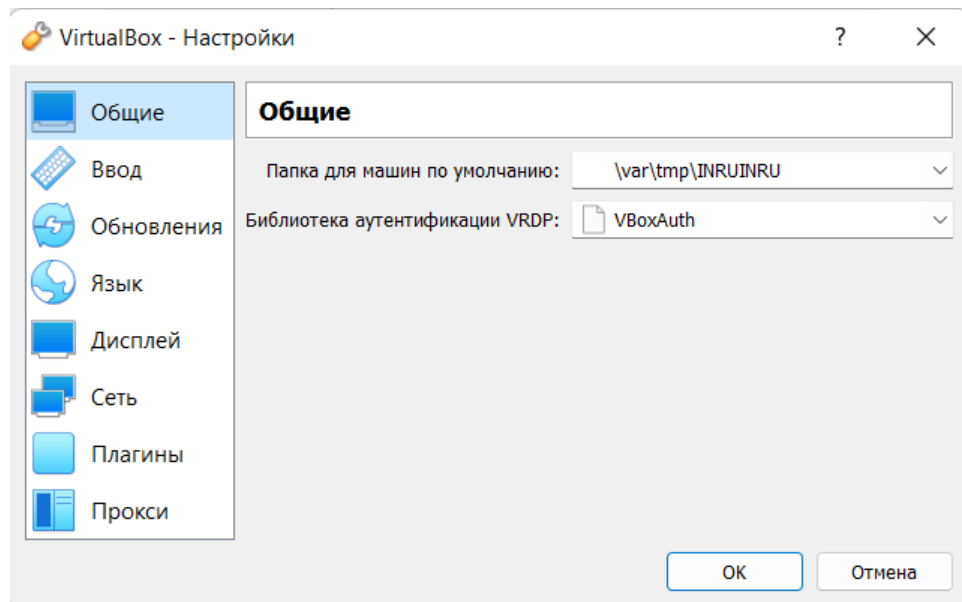 VirtualBox - Настройки
Общие
Ввод
Обновления
Язык
Дисплей
Сеть
Плагины
Прокси
Общие
Папка для машин по умолчанию: \var\tmp\INRUINRU
Библиотека аутентификации VRDP: VBoxAuth
ОК Отмена